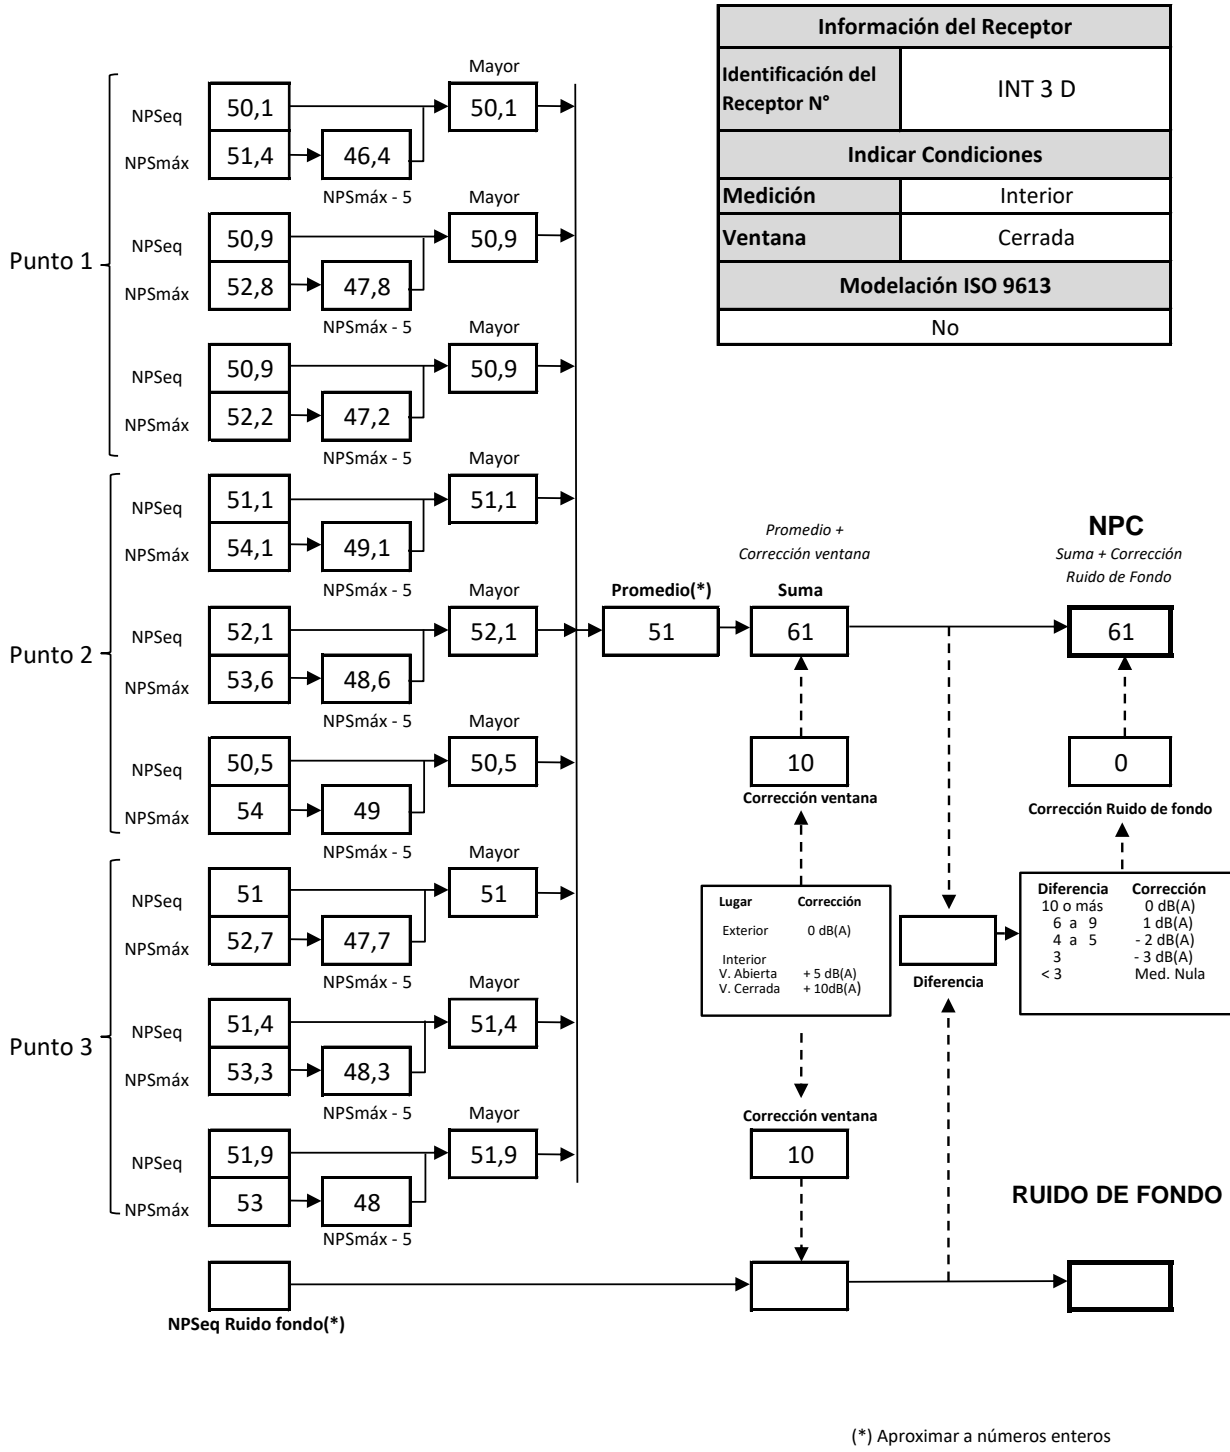 Información del Receptor
Identificación del Receptor N°
INT 3 D
Indicar Condiciones
Medición
Interior
Ventana
Cerrada
Modelación ISO 9613
No
Punto 1
Mayor
NPSeq
50,1
50,1
NPSmáx
51,4
46,4
NPSmáx - 5
Mayor
NPSeq
50,9
50,9
NPSmáx
52,8
47,8
NPSmáx - 5
Mayor
NPSeq
50,9
50,9
NPSmáx
52,2
47,2
NPSmáx - 5
Punto 2
Mayor
NPSeq
51,1
51,1
NPSmáx
54,1
49,1
NPSmáx - 5
Mayor
NPSeq
52,1
52,1
NPSmáx
53,6
48,6
NPSmáx - 5
Mayor
NPSeq
50,5
50,5
NPSmáx
54
49
NPSmáx - 5
Punto 3
Mayor
NPSeq
51
51
NPSmáx
52,7
47,7
NPSmáx - 5
Mayor
NPSeq
51,4
51,4
NPSmáx
53,3
48,3
NPSmáx - 5
Mayor
NPSeq
51,9
51,9
NPSmáx
53
48
NPSmáx - 5
NPSeq Ruido fondo(*)
Promedio(*)
51
Promedio +
Corrección ventana
Suma
61
10
Corrección ventana
Lugar Corrección
Exterior 0 dB(A)
Interior
V. Abierta + 5 dB(A)
V. Cerrada + 10dB(A)
Corrección ventana
10
Diferencia
NPC
Suma + Corrección
Ruido de Fondo
61
0
Corrección Ruido de fondo
Diferencia Corrección
10 o más 0 dB(A)
6 a 9 1 dB(A)
4 a 5 - 2 dB(A)
3 - 3 dB(A)
< 3 Med. Nula
RUIDO DE FONDO
(*) Aproximar a números enteros